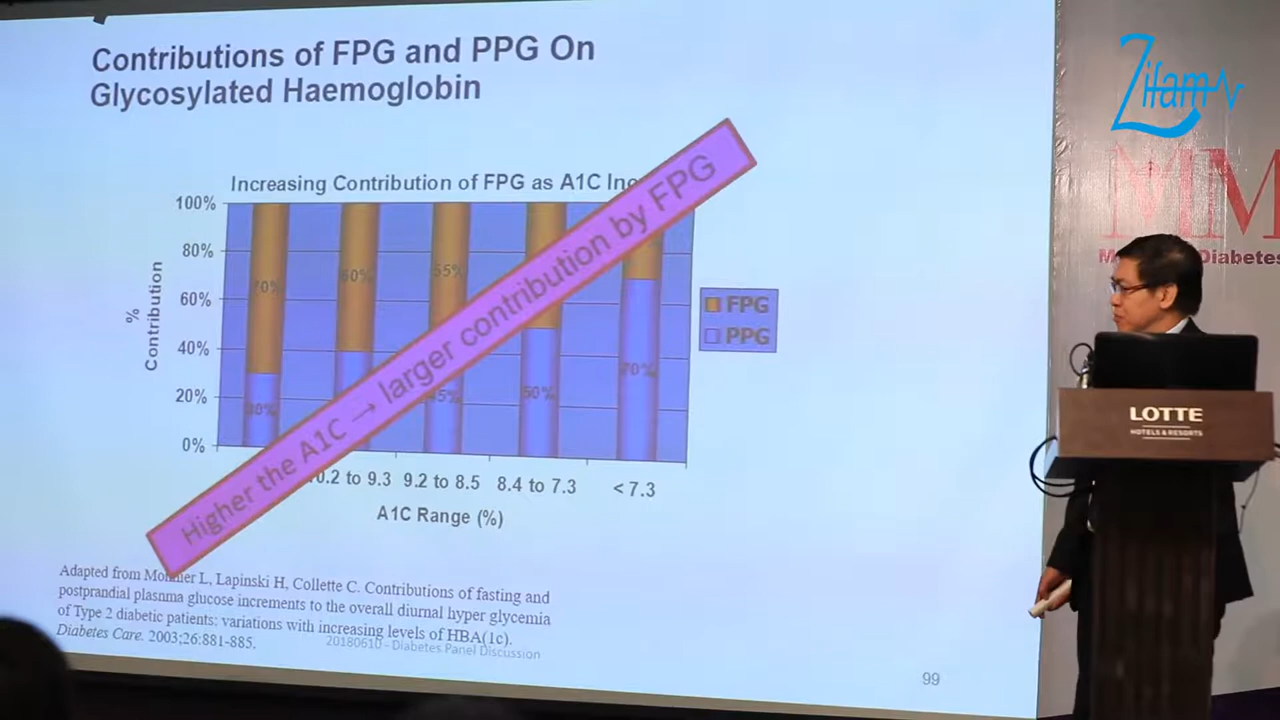 Contributions of FPG and PPG On
Glycosylated Haemoglobin
Increasing Contribution of FPG as A1C
100%
80%
60%
40%
20%
0%
%
Contribution
70%
60%
55%
30%
45%
50%
70%
FPG
PPG
Higher the A1C → larger contribution by FPG
10.2 to 9.3
9.2 to 8.5
8.4 to 7.3
< 7.3
A1C Range (%)
Adapted from Monnier L, Lapinski H, Collette C. Contributions of fasting and
postprandial plasnma glucose increments to the overall diurnal hyper glycemia
of Type 2 diabetic patients: variations with increasing levels of HBA(1c).
Diabetes Care. 2003;26:881-885.
20180610 - Diabetes Panel Discussion
99
Zifam
MM
Diabetes
LOTTE
HOTELS & RESORTS